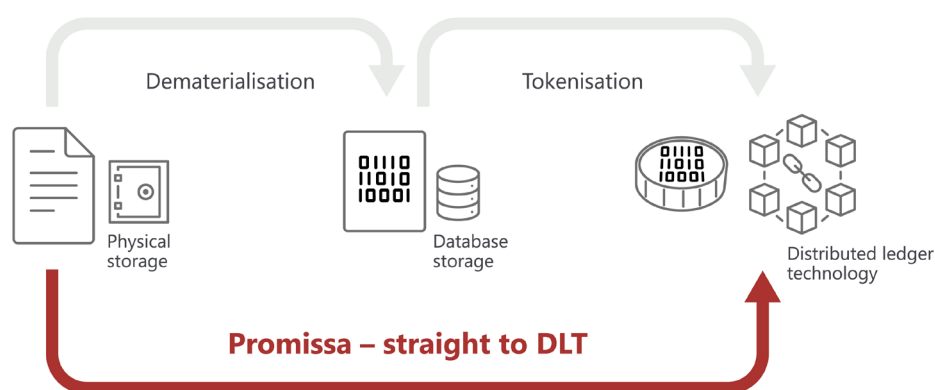 Dematerialisation
Tokenisation
01110
11010
10001
01110
11010
10001
Physical
storage
Database
storage
Distributed ledger
technology
Promissa – straight to DLT